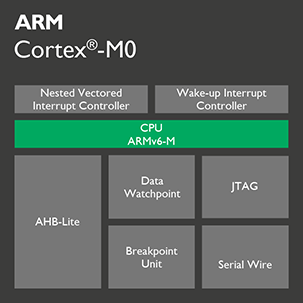 ARM
Cortex®-M0
Nested Vectored
Interrupt Controller
Wake-up Interrupt
Controller
CPU
ARMv6-M
AHB-Lite
Data
Watchpoint
JTAG
Breakpoint
Unit
Serial Wire